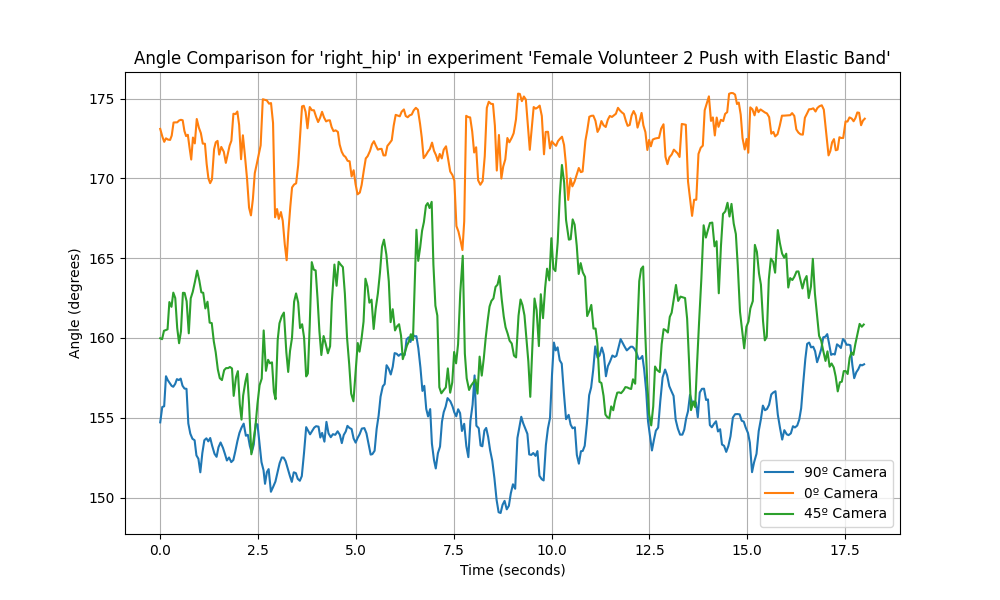 Angle Comparison for 'right_hip' in experiment 'Female Volunteer 2 Push with Elastic Band'
175
170
165
160
155
150
Angle (degrees)
0.0 2.5 5.0 7.5 10.0 12.5 15.0 17.5
Time (seconds)
90º Camera
0º Camera
45º Camera